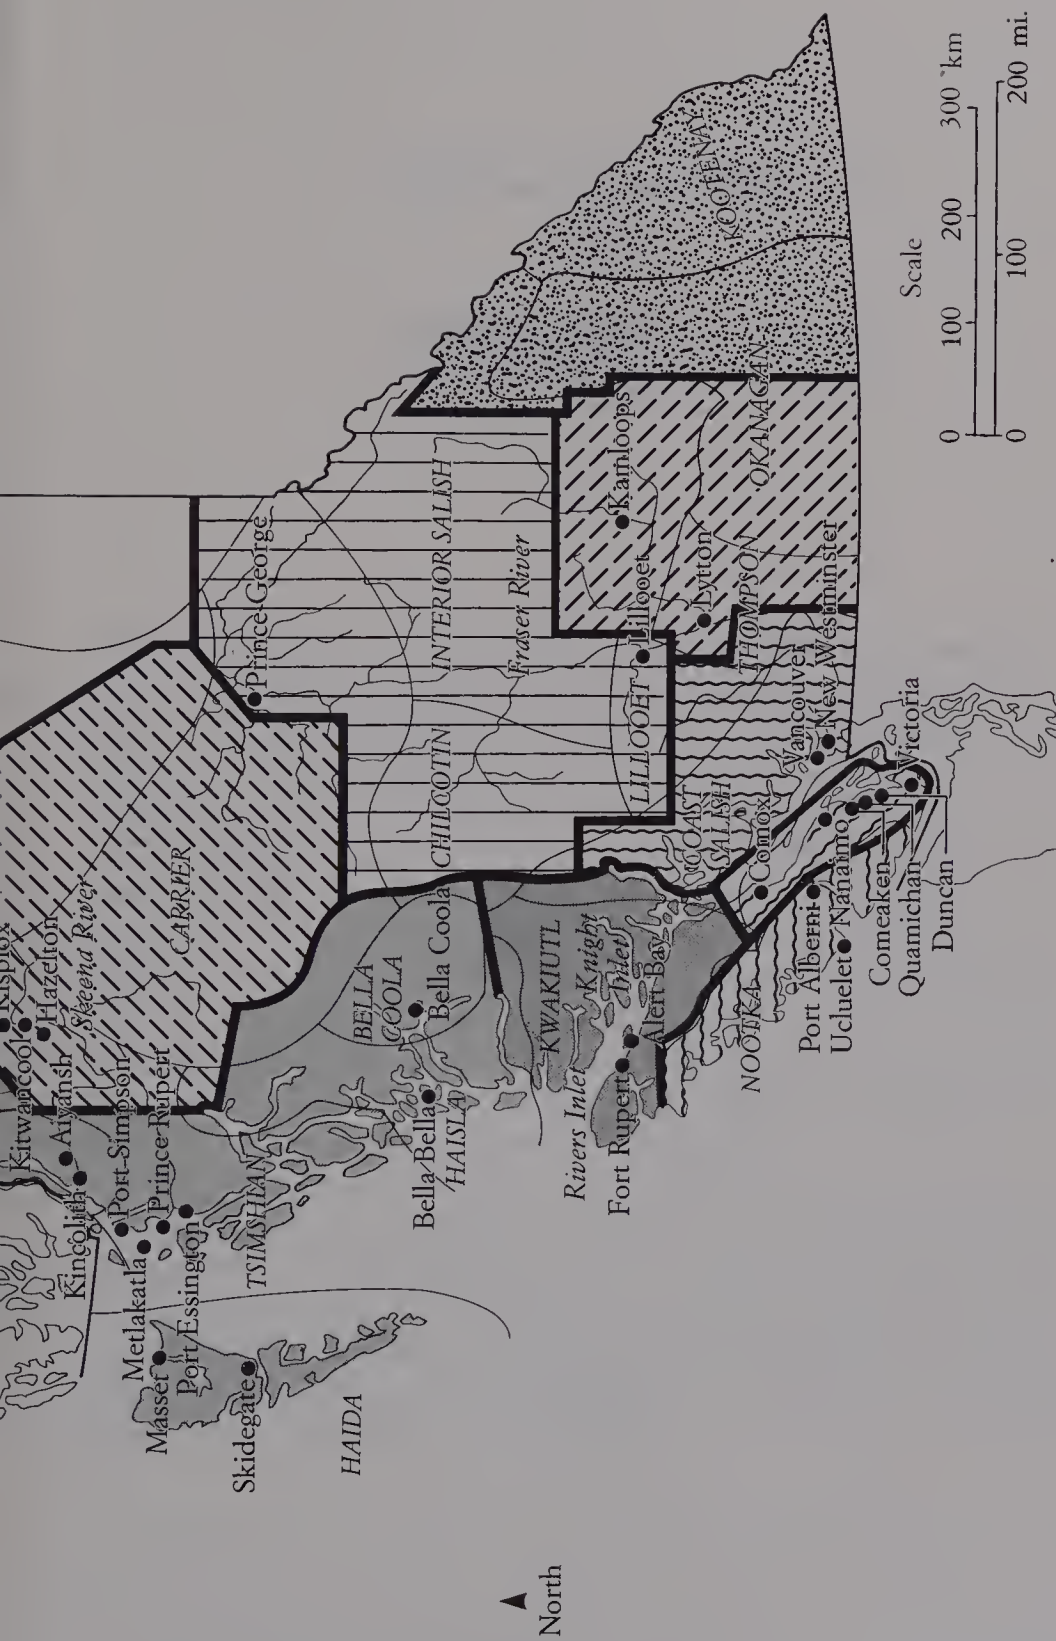 Kispiox
Kitwancool
Hazelton
Aiyansh
Skeena River
Kincolith
Port Simpson
Prince Rupert
Metlakatla
Port Essington
Masset
Skidegate
HAIDA
TSIMSHIAN
CARRIER
Prince George
BELLA
COOLA
Bella Coola
Bella Bella
HAISLA
CHILCOTIN
INTERIOR SALISH
Fraser River
KWAKIUTL
Knight
Inlet
Rivers Inlet
Alert Bay
Fort Rupert
LILLOOET
Lillooet
Kamloops
Lytton
THOMPSON
OKANAGAN
KOOTENAY
COAST
SALISH
Comox
Vancouver
New Westminster
Victoria
NOOTKA
Port Alberni
Ucluelet
Nanaimo
Comeaken
Quamichan
Duncan
Scale
0 100 200 300 km
0 100 200 mi.
North